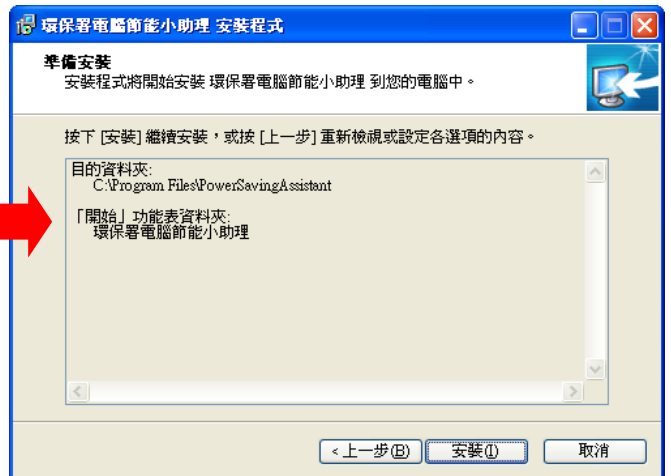 環保署電腦節能小助理 安裝程式
準備安裝
安裝程式將開始安裝 環保署電腦節能小助理 到您的電腦中。
按下 [安裝] 繼續安裝，或按 [上一步] 重新檢視或設定各選項的內容。
目的資料夾:
C:\Program Files\PowerSavingAssistant
「開始」功能表資料夾:
環保署電腦節能小助理
<上一步(B)
安裝(I)
取消